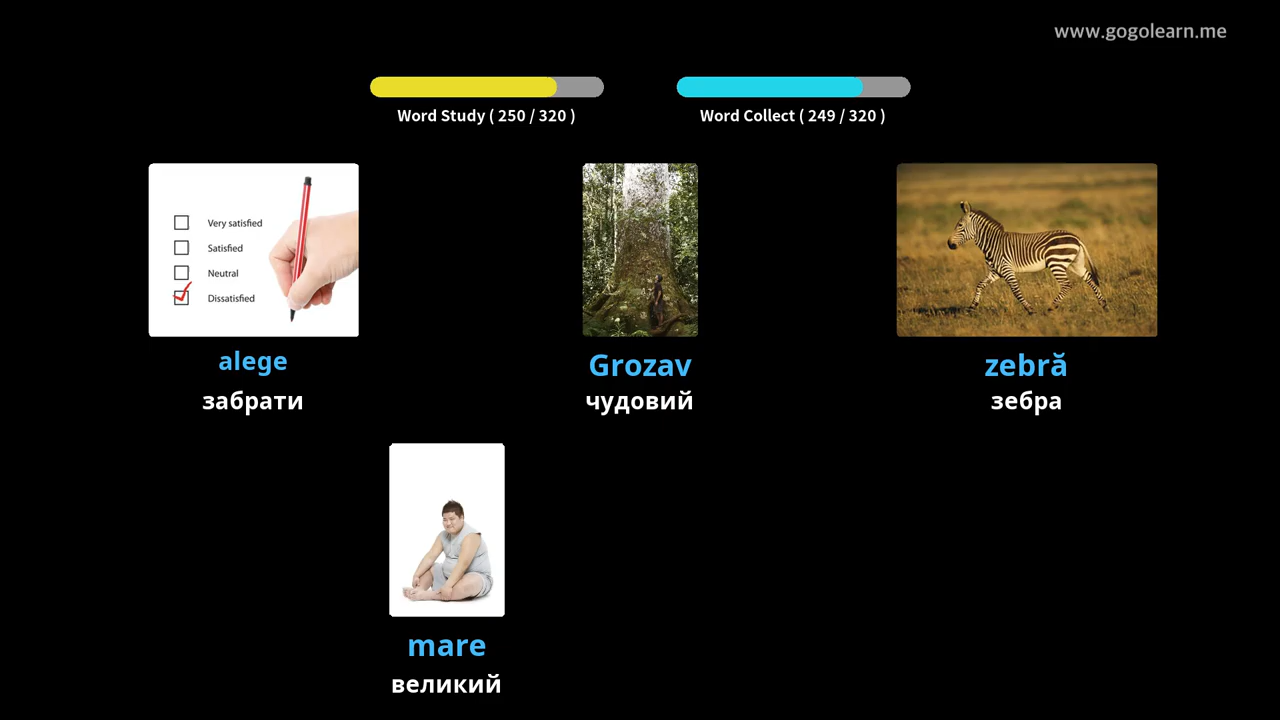 www.gogolearn.me
Word Study ( 250 / 320 )
Word Collect ( 249 / 320 )
Very satisfied
Satisfied
Neutral
Dissatisfied
alege
Grozav
zebră
забрати
чудовий
зебра
mare
великий